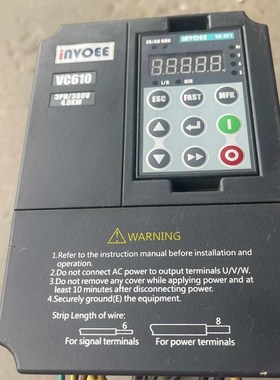 INVOEE
VC610
3PH/380V
4.0KW
INVOEE
L/R
DIR
ESC
FAST
MFK
WARNING
1.Refer to the instruction manual before installation and
operation.
2.Do not connect AC power to output terminals U/V/W.
3.Do not remove any cover while applying power and at
least 10 minutes after disconnecting power.
4.Securely ground(E) the equipment.
Strip Length of wire:
6
8
For signal terminals
For power terminals